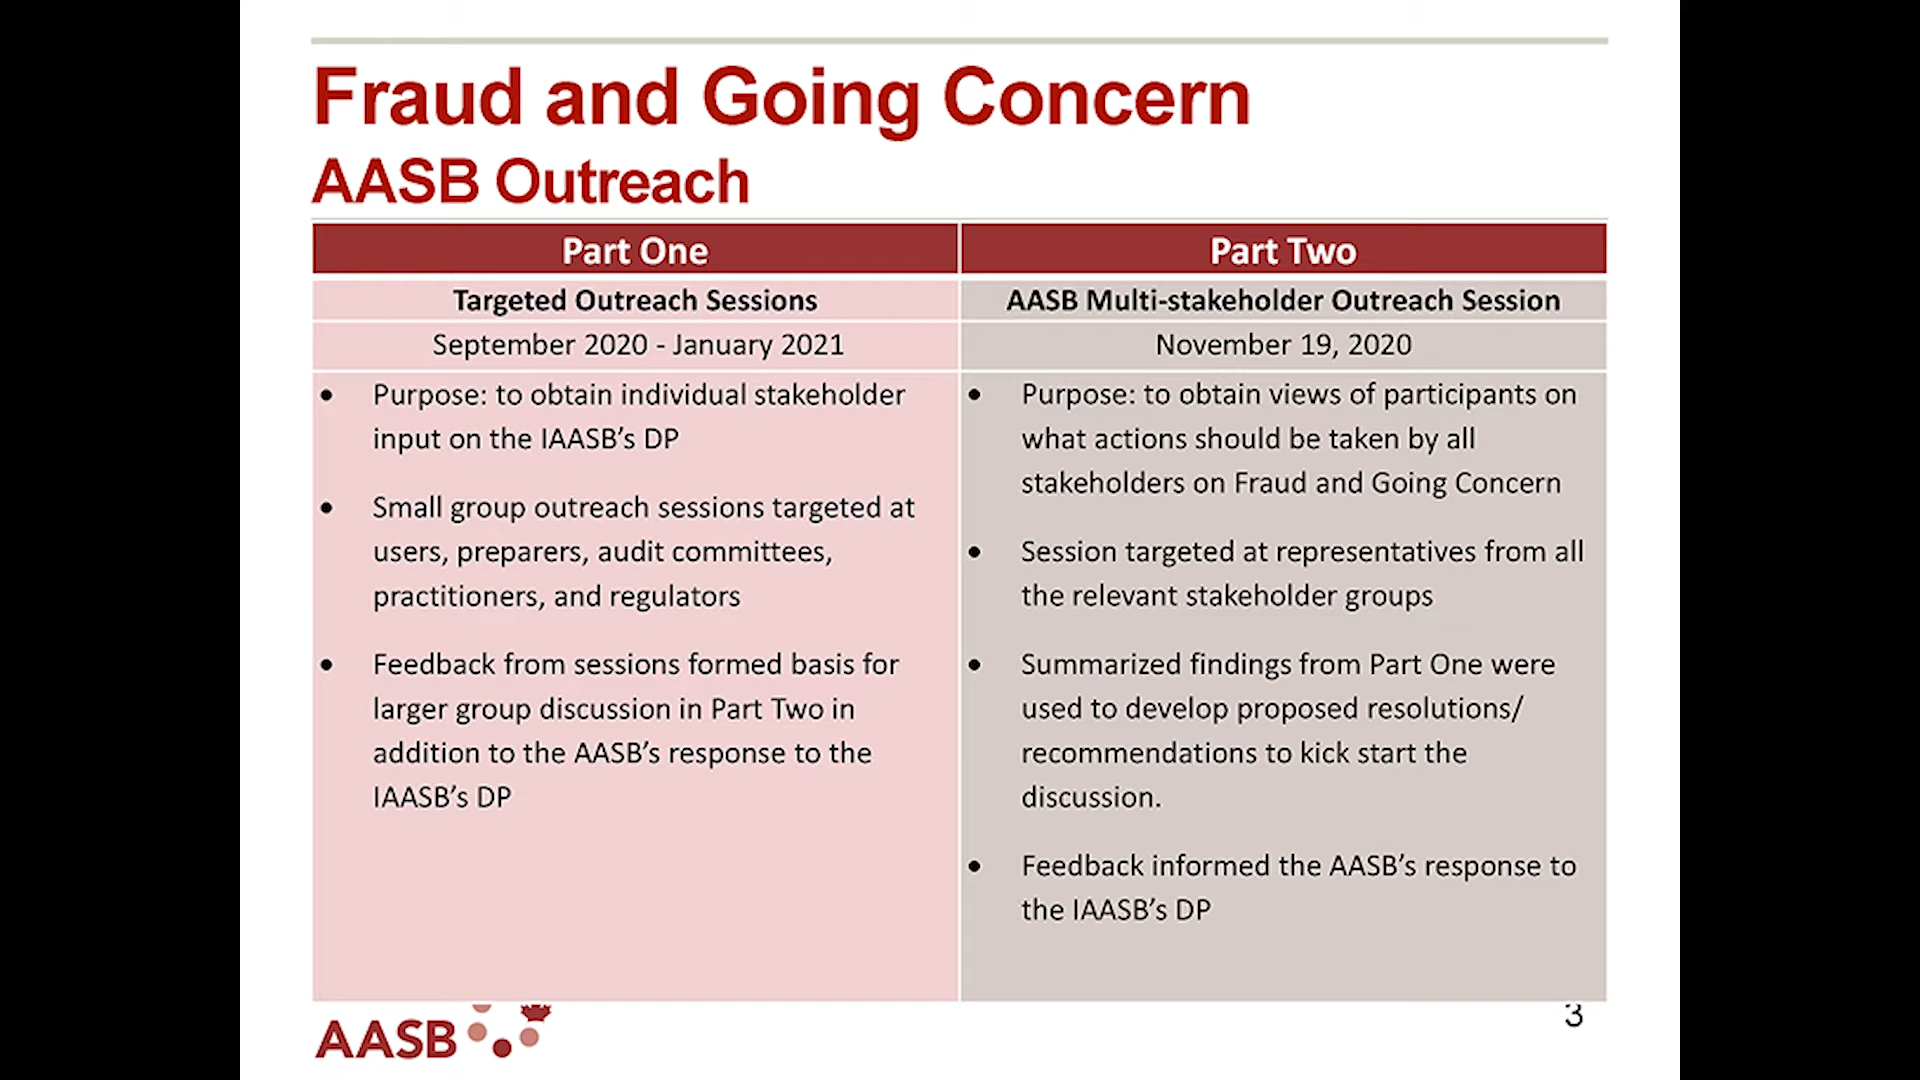 Fraud and Going Concern
AASB Outreach
Part One
Part Two
Targeted Outreach Sessions
AASB Multi-stakeholder Outreach Session
September 2020 - January 2021
November 19, 2020
• Purpose: to obtain individual stakeholder
input on the IAASB’s DP
• Small group outreach sessions targeted at
users, preparers, audit committees,
practitioners, and regulators
• Feedback from sessions formed basis for
larger group discussion in Part Two in
addition to the AASB’s response to the
IAASB’s DP
• Purpose: to obtain views of participants on
what actions should be taken by all
stakeholders on Fraud and Going Concern
• Session targeted at representatives from all
the relevant stakeholder groups
• Summarized findings from Part One were
used to develop proposed resolutions/
recommendations to kick start the
discussion.
• Feedback informed the AASB’s response to
the IAASB’s DP
AASB
3